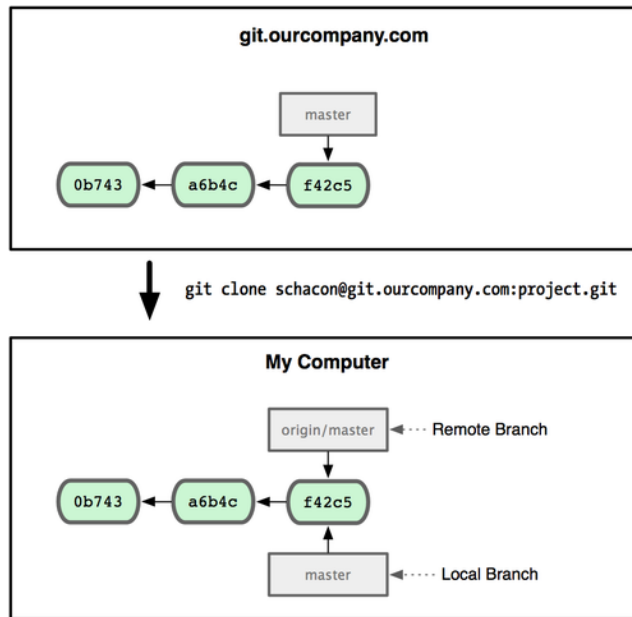 git.ourcompany.com
master
0b743 a6b4c f42c5
git clone schacon@git.ourcompany.com:project.git
My Computer
origin/master Remote Branch
0b743 a6b4c f42c5
master Local Branch